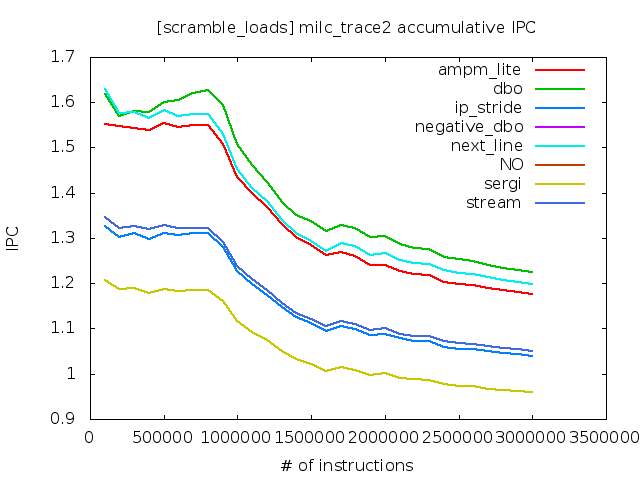 [scramble_loads] milc_trace2 accumulative IPC
1.7
1.6
1.5
1.4
1.3
1.2
1.1
1
0.9
IPC
ampm_lite
dbo
ip_stride
negative_dbo
next_line
NO
sergi
stream
0 500000 1000000 1500000 2000000 2500000 3000000 3500000
# of instructions